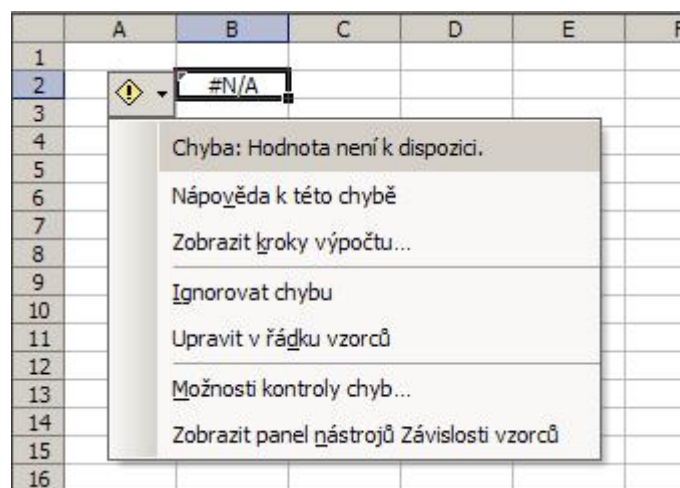 A B C D E F
1
2 #N/A
3
4 Chyba: Hodnota není k dispozici.
5
6 Nápověda k této chybě
7
8 Zobrazit kroky výpočtu...
9
10 Ignorovat chybu
11 Upravit v řádku vzorců
12
13 Možnosti kontroly chyb...
14
15 Zobrazit panel nástrojů Závislosti vzorců
16